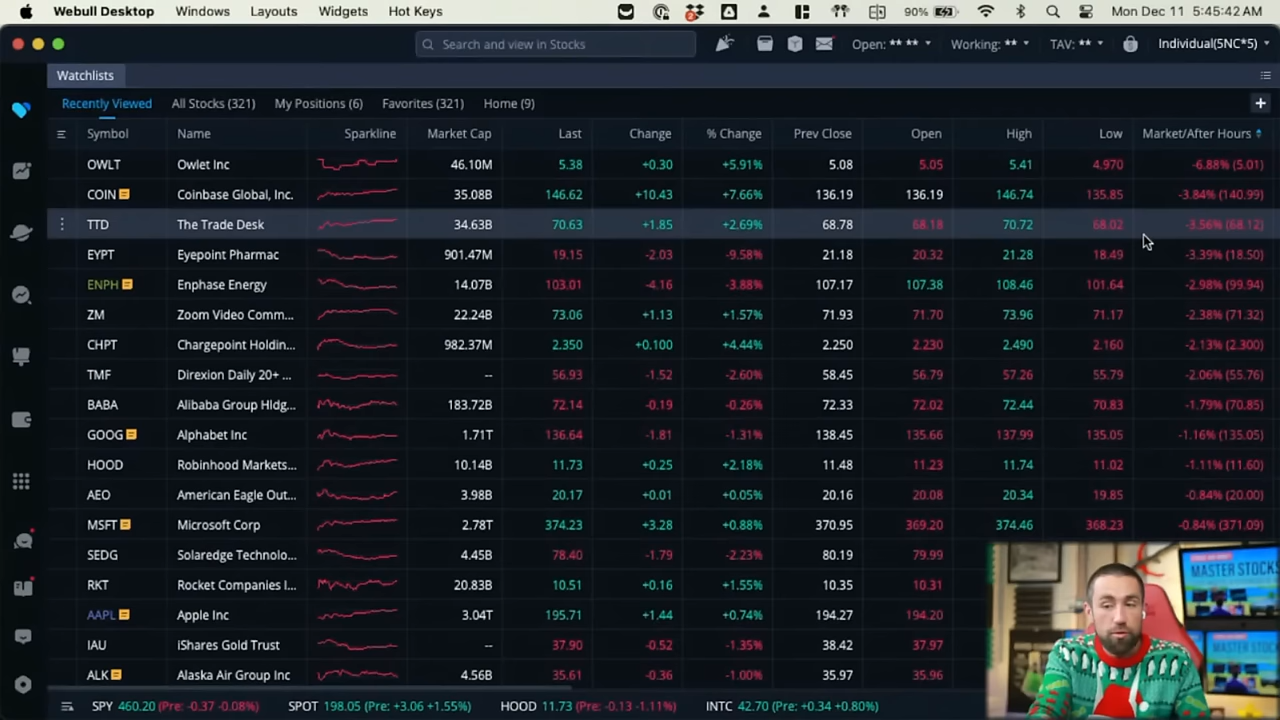 Webull Desktop Windows Layouts Widgets Hot Keys 2 90% Mon Dec 11 5:45:42 AM
Search and view in Stocks Open: ** ** Working: ** TAV: ** Individual(5NC*5)
Watchlists
Recently Viewed All Stocks (321) My Positions (6) Favorites (321) Home (9)
Symbol Name Sparkline Market Cap Last Change % Change Prev Close Open High Low Market/After Hours
OWLT Owlet Inc 46.10M 5.38 +0.30 +5.91% 5.08 5.05 5.41 4.970 -6.88% (5.01)
COIN Coinbase Global, Inc. 35.08B 146.62 +10.43 +7.66% 136.19 136.19 146.74 135.85 -3.84% (140.99)
TTD The Trade Desk 34.63B 70.63 +1.85 +2.69% 68.78 68.18 70.72 68.02 -3.56% (68.12)
EYPT Eyepoint Pharmac 901.47M 19.15 -2.03 -9.58% 21.18 20.32 21.28 18.49 -3.39% (18.50)
ENPH Enphase Energy 14.07B 103.01 -4.16 -3.88% 107.17 107.38 108.46 101.64 -2.98% (99.94)
ZM Zoom Video Comm... 22.24B 73.06 +1.13 +1.57% 71.93 71.70 73.96 71.17 -2.38% (71.32)
CHPT Chargepoint Holdin... 982.37M 2.350 +0.100 +4.44% 2.250 2.230 2.490 2.160 -2.13% (2.300)
TMF Direxion Daily 20+ ... -- 56.93 -1.52 -2.60% 58.45 56.79 57.26 55.79 -2.06% (55.76)
BABA Alibaba Group Hldg... 183.72B 72.14 -0.19 -0.26% 72.33 72.02 72.44 70.83 -1.79% (70.85)
GOOG Alphabet Inc 1.71T 136.64 -1.81 -1.31% 138.45 135.66 137.99 135.05 -1.16% (135.05)
HOOD Robinhood Markets... 10.14B 11.73 +0.25 +2.18% 11.48 11.23 11.74 11.02 -1.11% (11.60)
AEO American Eagle Out... 3.98B 20.17 +0.01 +0.05% 20.16 20.08 20.34 19.85 -0.84% (20.00)
MSFT Microsoft Corp 2.78T 374.23 +3.28 +0.88% 370.95 369.20 374.46 368.23 -0.84% (371.09)
SEDG Solaredge Technolo... 4.45B 78.40 -1.79 -2.23% 80.19 79.99
RKT Rocket Companies I... 20.83B 10.51 +0.16 +1.55% 10.35 10.31
AAPL Apple Inc 3.04T 195.71 +1.44 +0.74% 194.27 194.20
IAU iShares Gold Trust -- 37.90 -0.52 -1.35% 38.42 37.97
ALK Alaska Air Group Inc 4.56B 35.61 -0.36 -1.00% 35.97 35.96
MASTER STOCKS
MASTER STOCKS
SPY 460.20 (Pre: -0.37 -0.08%) SPOT 198.05 (Pre: +3.06 +1.55%) HOOD 11.73 (Pre: -0.13 -1.11%) INTC 42.70 (Pre: +0.34 +0.80%)